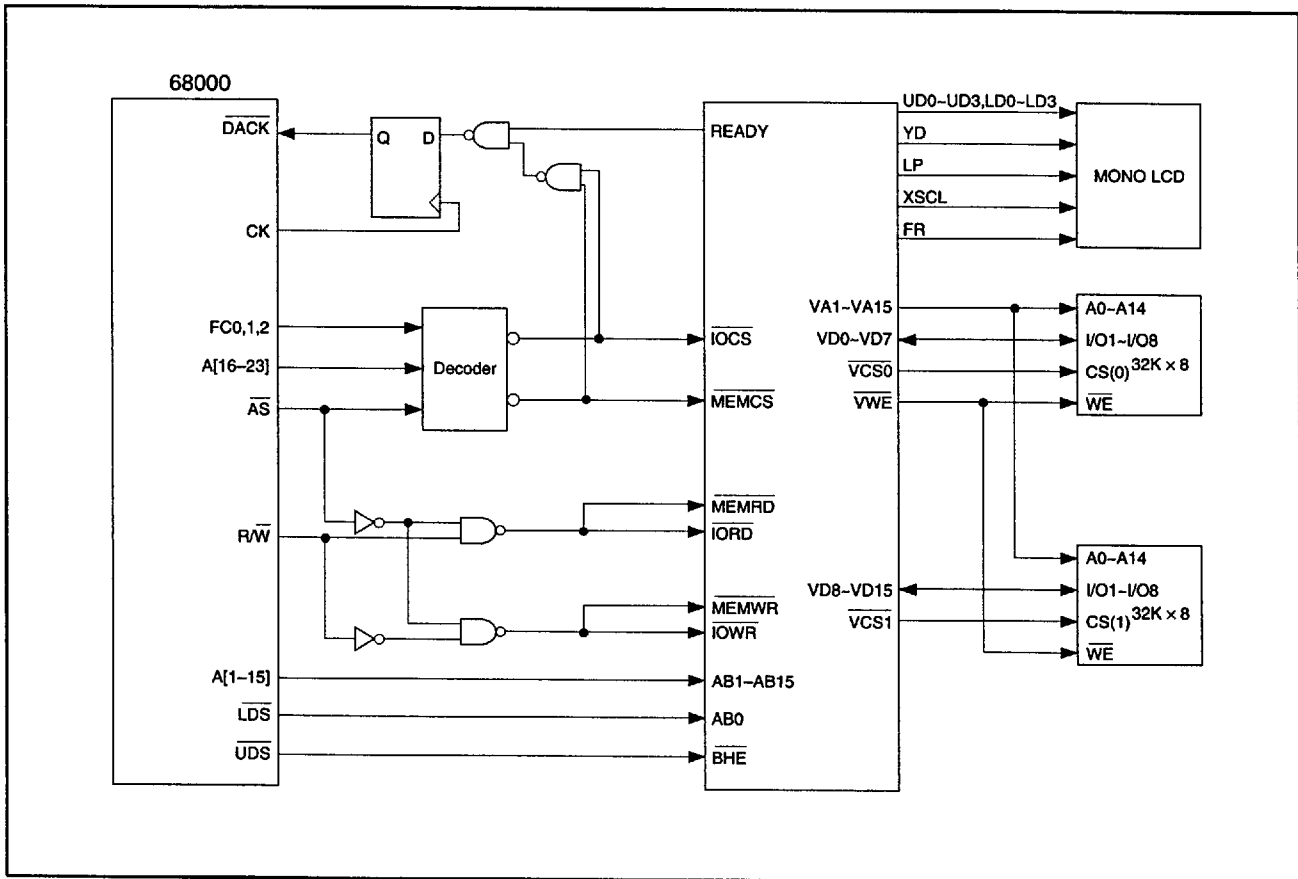 68000
DACK
CK
FC0,1,2
A[16–23]
AS
R/W
A[1–15]
LDS
UDS
Q D
Decoder
READY
IOCS
MEMCS
MEMRD
IORD
MEMWR
IOWR
AB1~AB15
AB0
BHE
UD0~UD3,LD0~LD3
YD
LP
XSCL
FR
VA1~VA15
VD0~VD7
VCS0
VWE
VD8~VD15
VCS1
MONO LCD
A0~A14
I/O1~I/O8
CS(0) 32K × 8
WE
A0~A14
I/O1~I/O8
CS(1) 32K × 8
WE